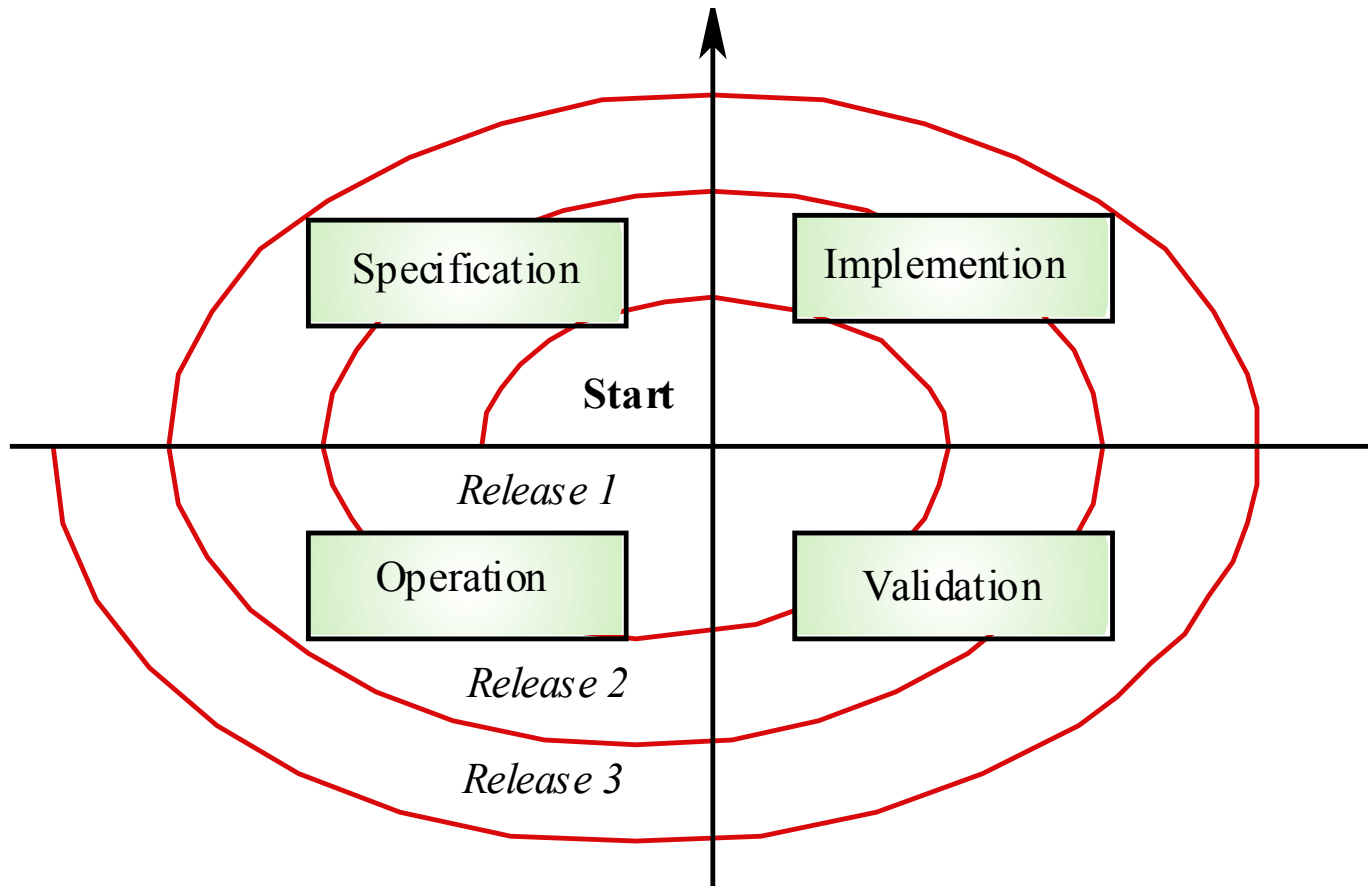 Specification
Implemention
Start
Release 1
Operation
Validation
Release 2
Release 3